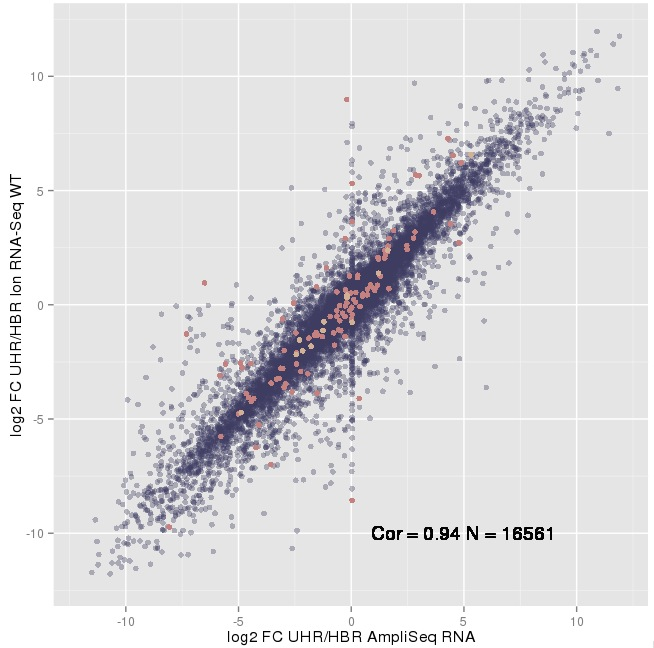 log2 FC UHR/HBR Ion RNA-Seq WT
10
5
0
-5
-10
Cor = 0.94 N = 16561
-10 -5 0 5 10
log2 FC UHR/HBR AmpliSeq RNA